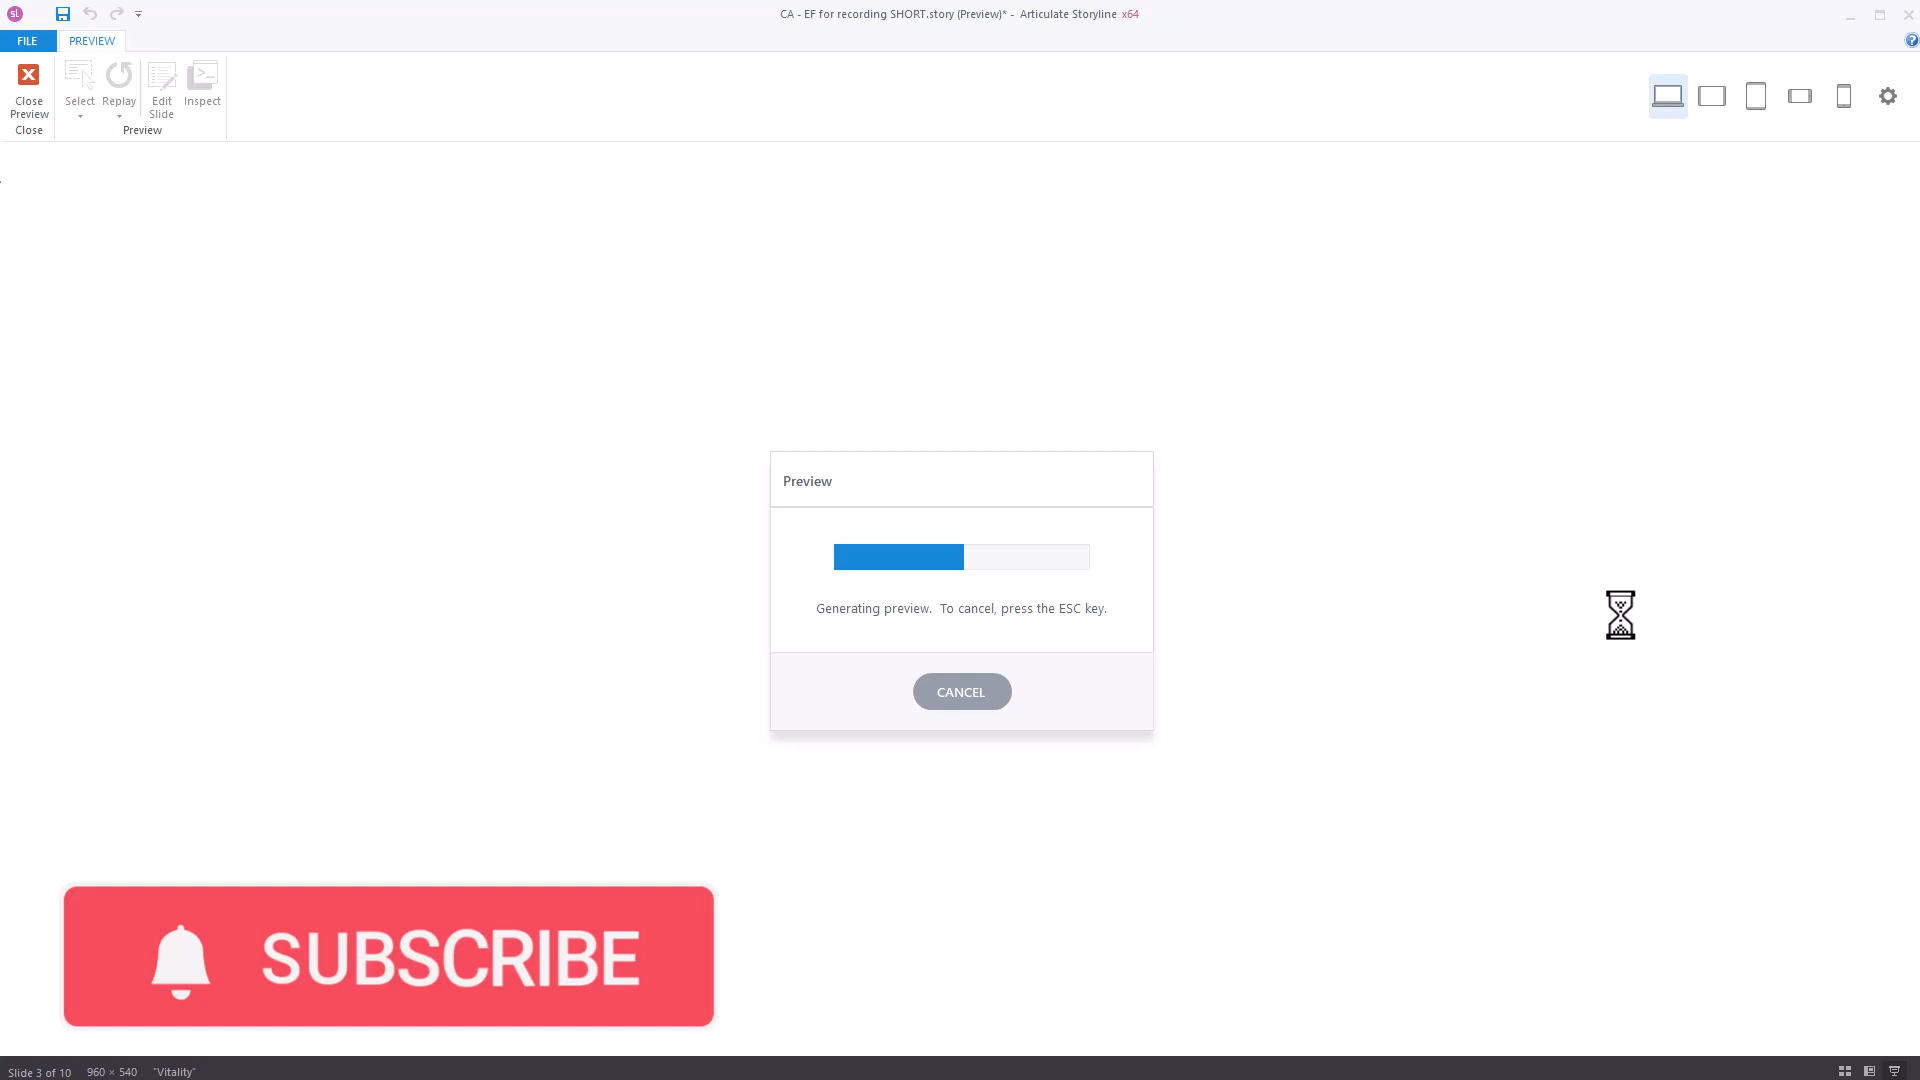 sl
CA - EF for recording SHORT.story (Preview)* - Articulate Storyline x64
FILE
PREVIEW
?
Close Preview
Select
Replay
Edit Slide
Inspect
Close
Preview
Preview
Generating preview. To cancel, press the ESC key.
CANCEL
SUBSCRIBE
Slide 3 of 10
960 × 540
"Vitality"